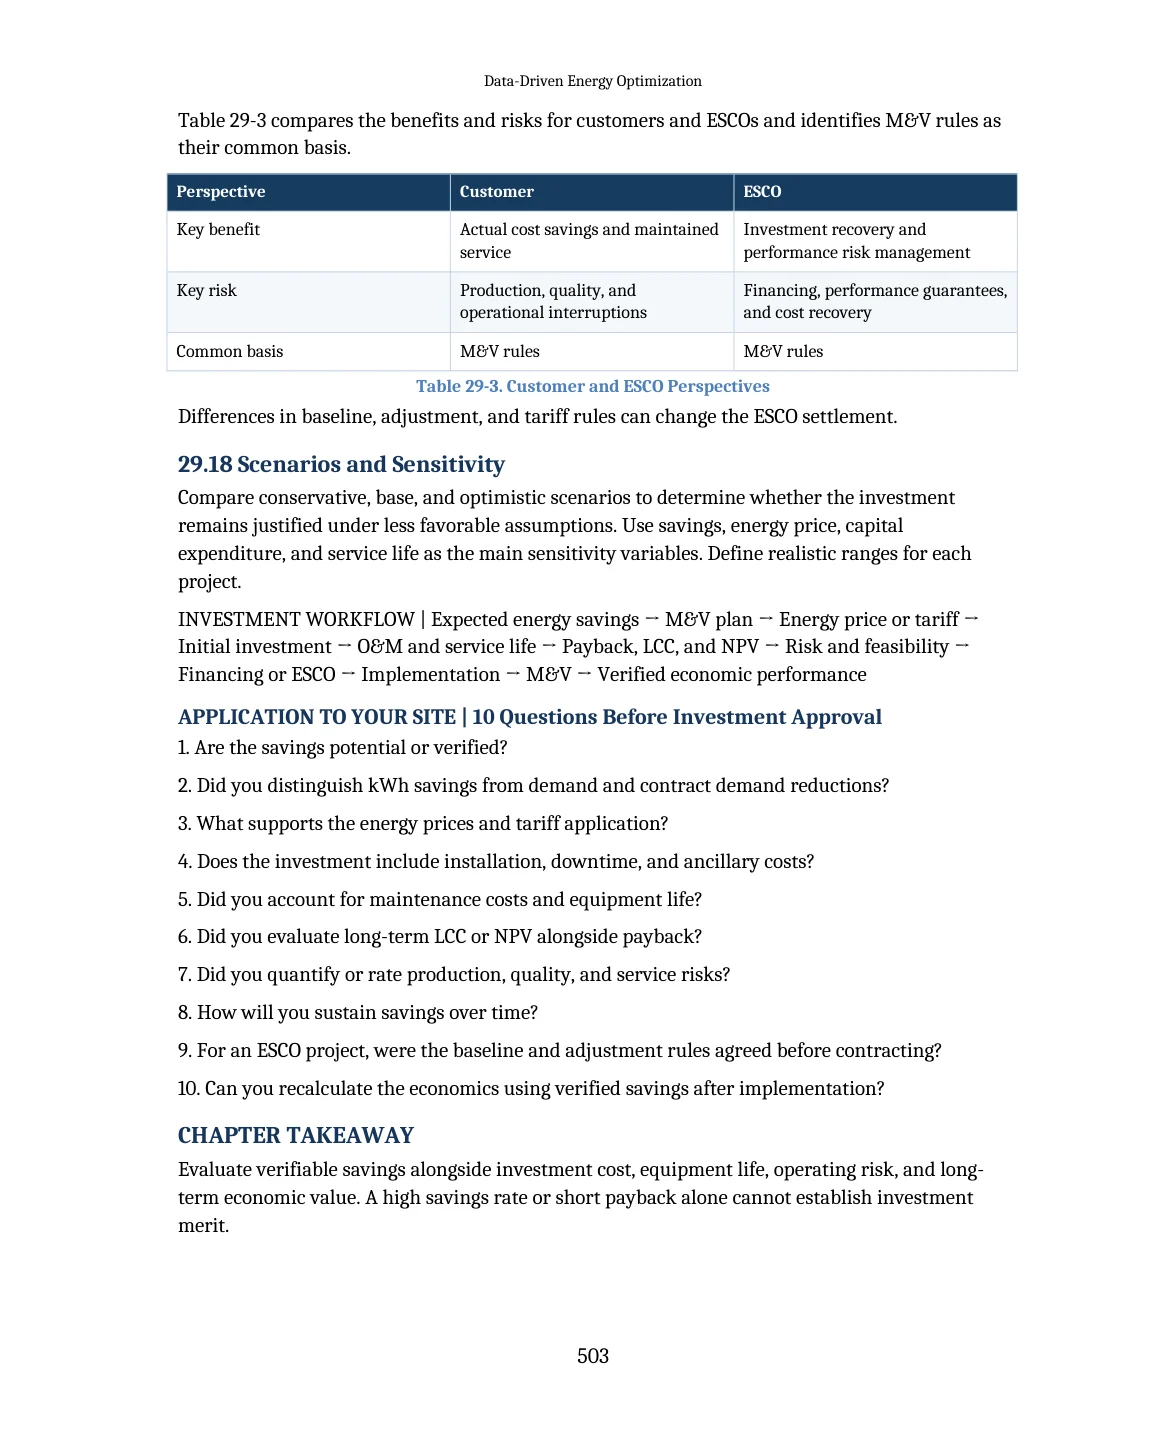 Data-Driven Energy Optimization
Table 29-3 compares the benefits and risks for customers and ESCOs and identifies M&V rules as
their common basis.
Perspective Customer ESCO
Key benefit Actual cost savings and maintained service Investment recovery and performance risk management
Key risk Production, quality, and operational interruptions Financing, performance guarantees, and cost recovery
Common basis M&V rules M&V rules
Table 29-3. Customer and ESCO Perspectives
Differences in baseline, adjustment, and tariff rules can change the ESCO settlement.
29.18 Scenarios and Sensitivity
Compare conservative, base, and optimistic scenarios to determine whether the investment
remains justified under less favorable assumptions. Use savings, energy price, capital
expenditure, and service life as the main sensitivity variables. Define realistic ranges for each
project.
INVESTMENT WORKFLOW | Expected energy savings → M&V plan → Energy price or tariff →
Initial investment → O&M and service life → Payback, LCC, and NPV → Risk and feasibility →
Financing or ESCO → Implementation → M&V → Verified economic performance
APPLICATION TO YOUR SITE | 10 Questions Before Investment Approval
1. Are the savings potential or verified?
2. Did you distinguish kWh savings from demand and contract demand reductions?
3. What supports the energy prices and tariff application?
4. Does the investment include installation, downtime, and ancillary costs?
5. Did you account for maintenance costs and equipment life?
6. Did you evaluate long-term LCC or NPV alongside payback?
7. Did you quantify or rate production, quality, and service risks?
8. How will you sustain savings over time?
9. For an ESCO project, were the baseline and adjustment rules agreed before contracting?
10. Can you recalculate the economics using verified savings after implementation?
CHAPTER TAKEAWAY
Evaluate verifiable savings alongside investment cost, equipment life, operating risk, and long-
term economic value. A high savings rate or short payback alone cannot establish investment
merit.
503